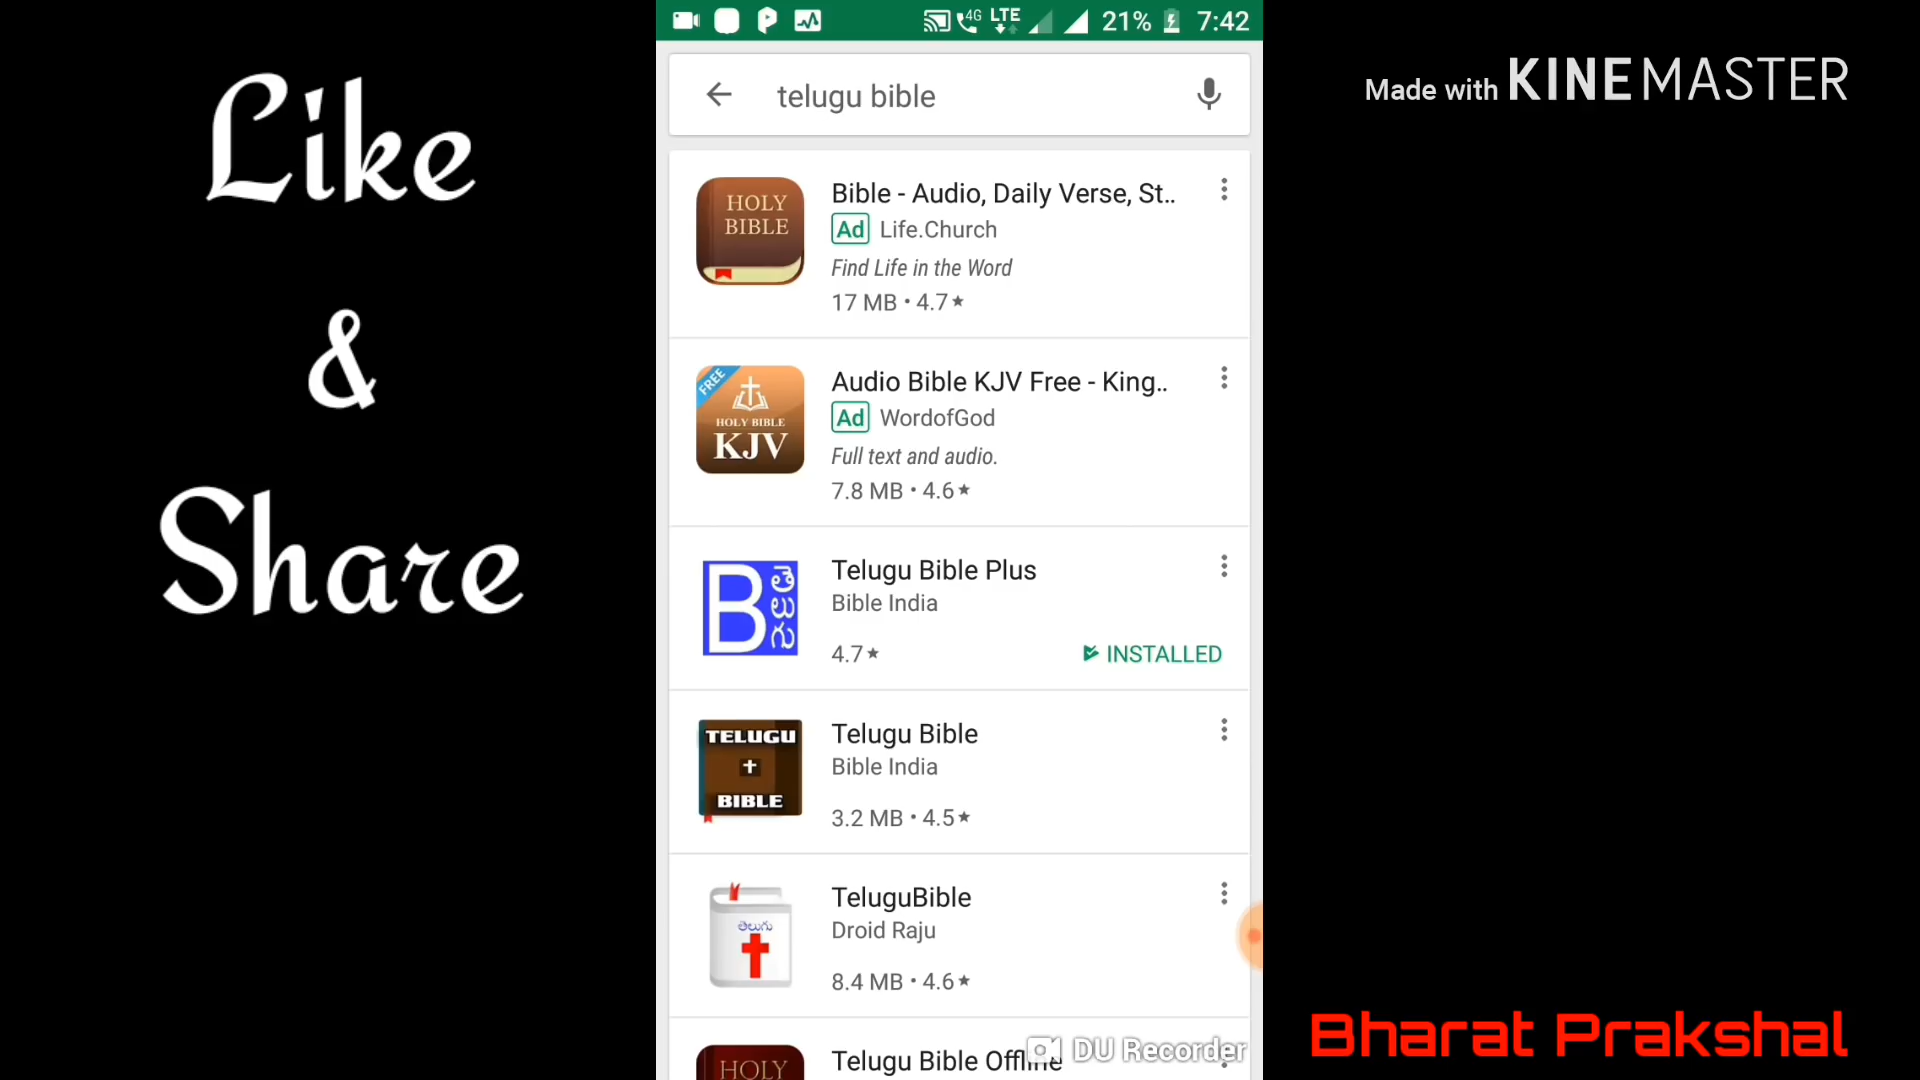 Like
&
Share
4G LTE 21% 7:42
telugu bible
HOLY
BIBLE
Bible - Audio, Daily Verse, St..
Ad Life.Church
Find Life in the Word
17 MB • 4.7★
FREE
HOLY BIBLE
KJV
Audio Bible KJV Free - King..
Ad WordofGod
Full text and audio.
7.8 MB • 4.6★
B తెలుగు
Telugu Bible Plus
Bible India
4.7★
INSTALLED
TELUGU
BIBLE
Telugu Bible
Bible India
3.2 MB • 4.5★
తెలుగు
TeluguBible
Droid Raju
8.4 MB • 4.6★
HOLY
Telugu Bible Offline
DU Recorder
Made with KINEMASTER
Bharat Prakshal